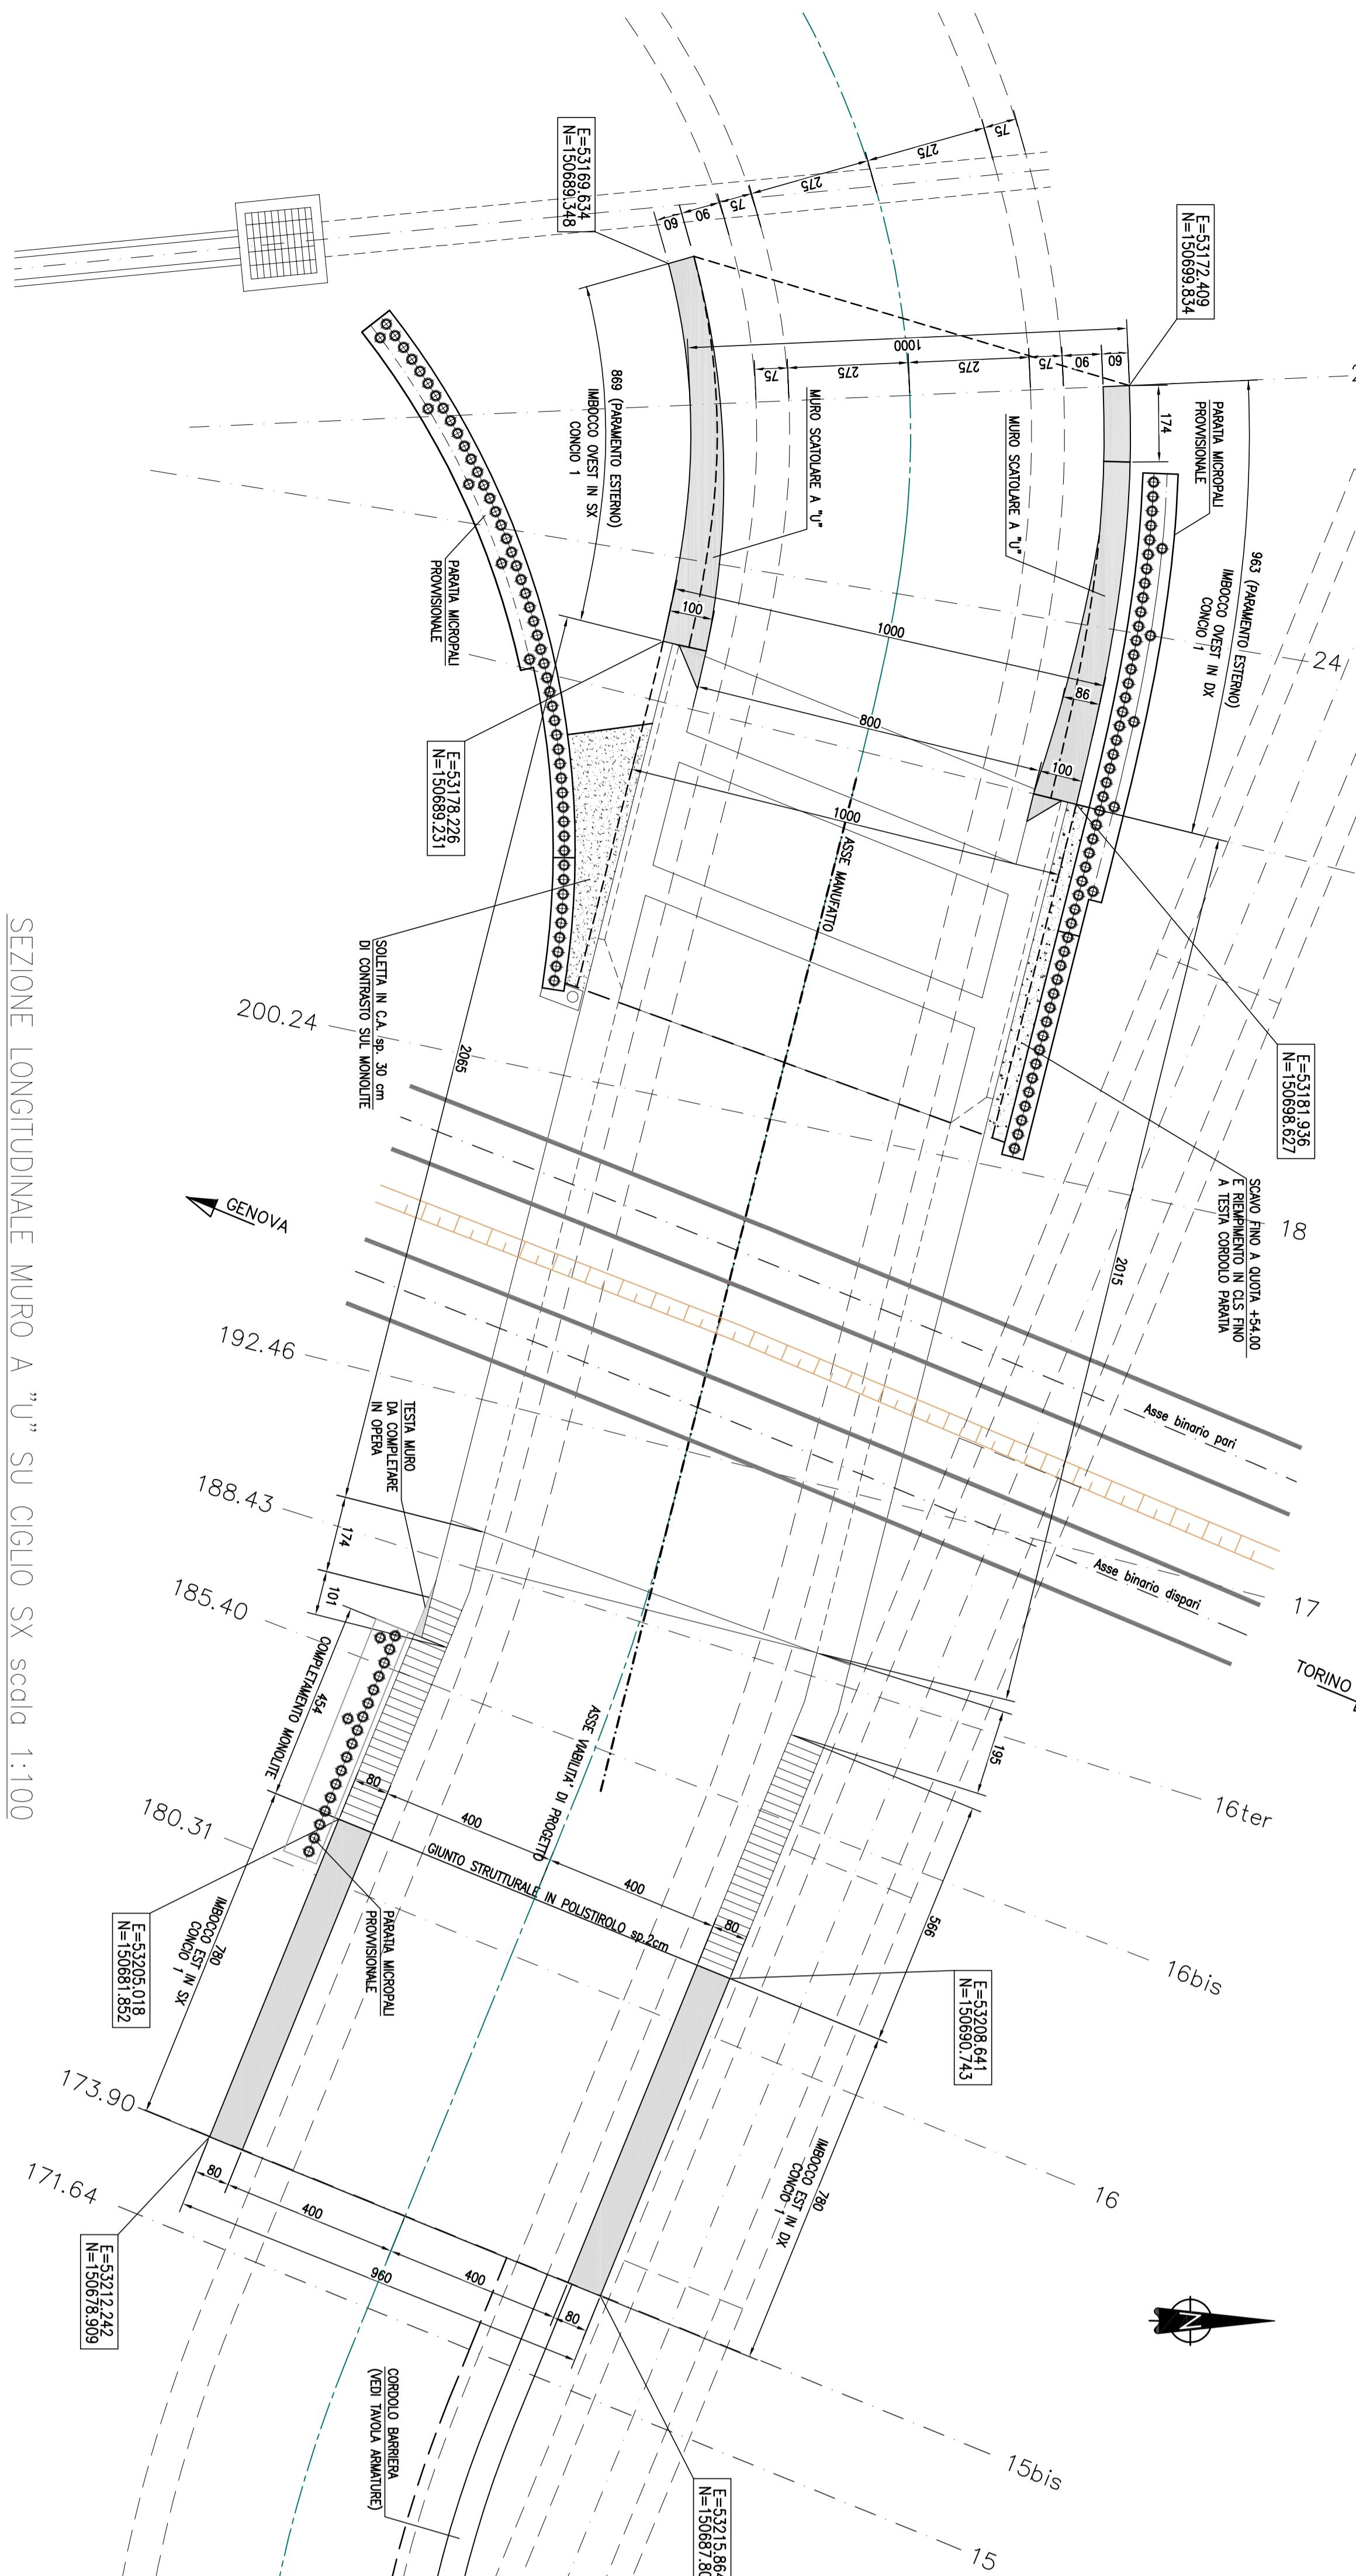 75
275
275
75
90
60
E=53169.634
N=150689.348
E=53172.409
N=150699.834
1000
60
90
75
275
275
75
174
PARATIA MICROPALI
PROVVISIONALE
963 (PARAMENTO ESTERNO)
IMBOCCO OVEST IN DX
CONCIO 1
869 (PARAMENTO ESTERNO)
IMBOCCO OVEST IN SX
CONCIO 1
MURO SCATOLARE A "U"
MURO SCATOLARE A "U"
PARATIA MICROPALI
PROVVISIONALE
100
1000
86
24
800
100
1000
E=53178.226
N=150689.231
ASSE MANUFATTO
SOLETTA IN C.A. sp. 30 cm
DI CONTRASTO SUL MONOLITE
E=53181.936
N=150698.627
SCAVO FINO A QUOTA +54.00
E RIEMPIMENTO IN CLS FINO
A TESTA CORDOLO PARATIA
200.24
2065
18
2015
GENOVA
192.46
Asse binario pari
Asse binario dispari
17
TORINO
TESTA MURO
DA COMPLETARE
IN OPERA
188.43
174
101
185.40
454
COMPLETAMENTO MONOLITE
195
16ter
ASSE VIABILITA' DI PROGETTO
180.31
80
400
400
80
GIUNTO STRUTTURALE IN POLISTIROLO sp.2cm
566
16bis
PARATIA MICROPALI
PROVVISIONALE
E=53205.018
N=150681.852
780
IMBOCCO EST IN SX
CONCIO 1
E=53208.641
N=150690.743
780
IMBOCCO EST IN DX
CONCIO 1
16
173.90
171.64
80
400
400
80
960
E=53212.242
N=150678.909
N
CORDOLO BARRIERA
(VEDI TAVOLA ARMATURE)
15bis
15
E=53215.864
N=150687.80
SEZIONE LONGITUDINALE MURO A "U" SU CIGLIO SX scala 1:100